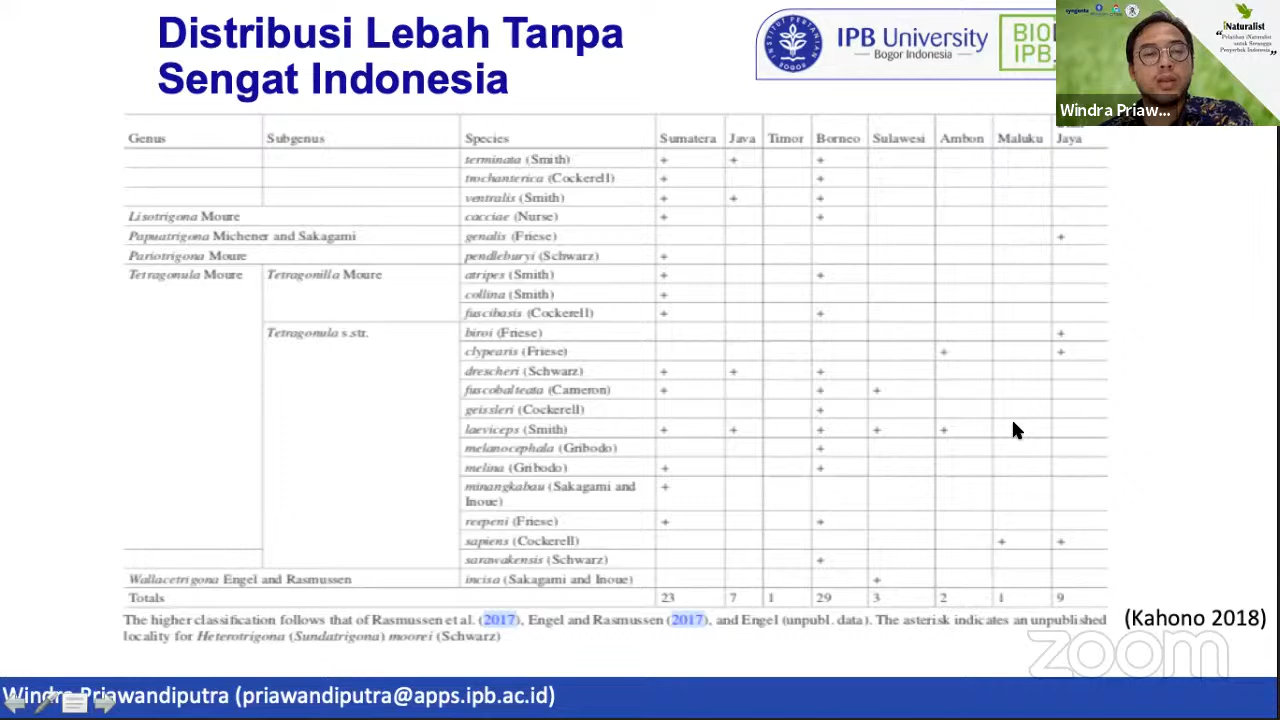 Distribusi Lebah Tanpa
Sengat Indonesia
INSTITUT PERTANIAN
BOGOR
IPB University
Bogor Indonesia
IPB
iNaturalist
Windra Priaw...
Genus Subgenus Species Sumatera Java Timor Borneo Sulawesi Ambon Maluku Jaya
terminata (Smith) + + +
trochanterica (Cockerell) + +
ventralis (Smith) + + +
Lisotrigona Moure cacciae (Nurse) + +
Papuatrigona Michener and Sakagami genalis (Friese) +
Pariotrigona Moure pendleburyi (Schwarz) +
Tetragonula Moure Tetragonilla Moure atripes (Smith) + +
collina (Smith) +
fuscibasis (Cockerell) + +
Tetragonula s.str. biroi (Friese) +
clypearis (Friese) + +
drescheri (Schwarz) + + +
fuscobalteata (Cameron) + + +
geissleri (Cockerell) +
laeviceps (Smith) + + + + +
melanocephala (Gribodo) +
melina (Gribodo) + +
minangkabau (Sakagami and +
Inoue)
reepeni (Friese) + +
sapiens (Cockerell) + +
sarawakensis (Schwarz) +
Wallacetrigona Engel and Rasmussen incisa (Sakagami and Inoue) +
Totals 23 7 1 29 3 2 1 9
The higher classification follows that of Rasmussen et al. (2017), Engel and Rasmussen (2017), and Engel (unpubl. data). The asterisk indicates an unpublished
locality for Heterotrigona (Sundatrigona) moorei (Schwarz)
(Kahono 2018)
zoom
Windra Priawandiputra (priawandiputra@apps.ipb.ac.id)